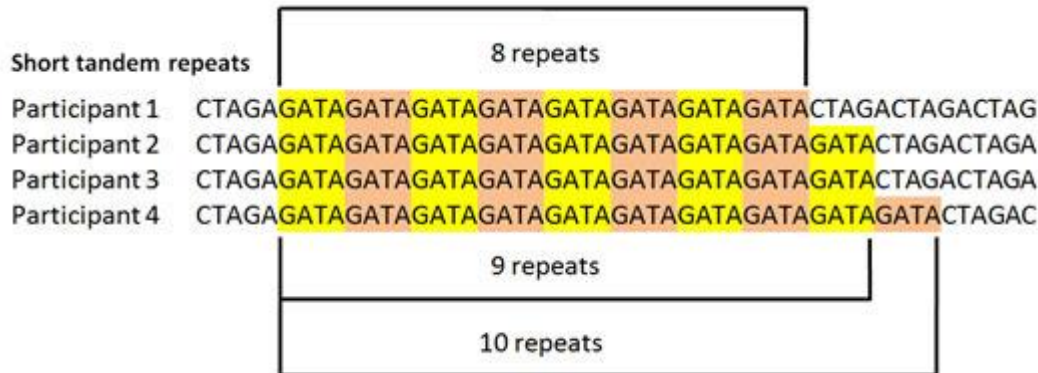 8 repeats
Short tandem repeats
Participant 1 CTAGAGATAGATAGATAGATAGATAGATAGATAGATACTAGACTAGACTAG
Participant 2 CTAGAGATAGATAGATAGATAGATAGATAGATAGATAGATACTAGACTAGA
Participant 3 CTAGAGATAGATAGATAGATAGATAGATAGATAGATAGATACTAGACTAGA
Participant 4 CTAGAGATAGATAGATAGATAGATAGATAGATAGATAGATAGATACTAGAC
9 repeats
10 repeats